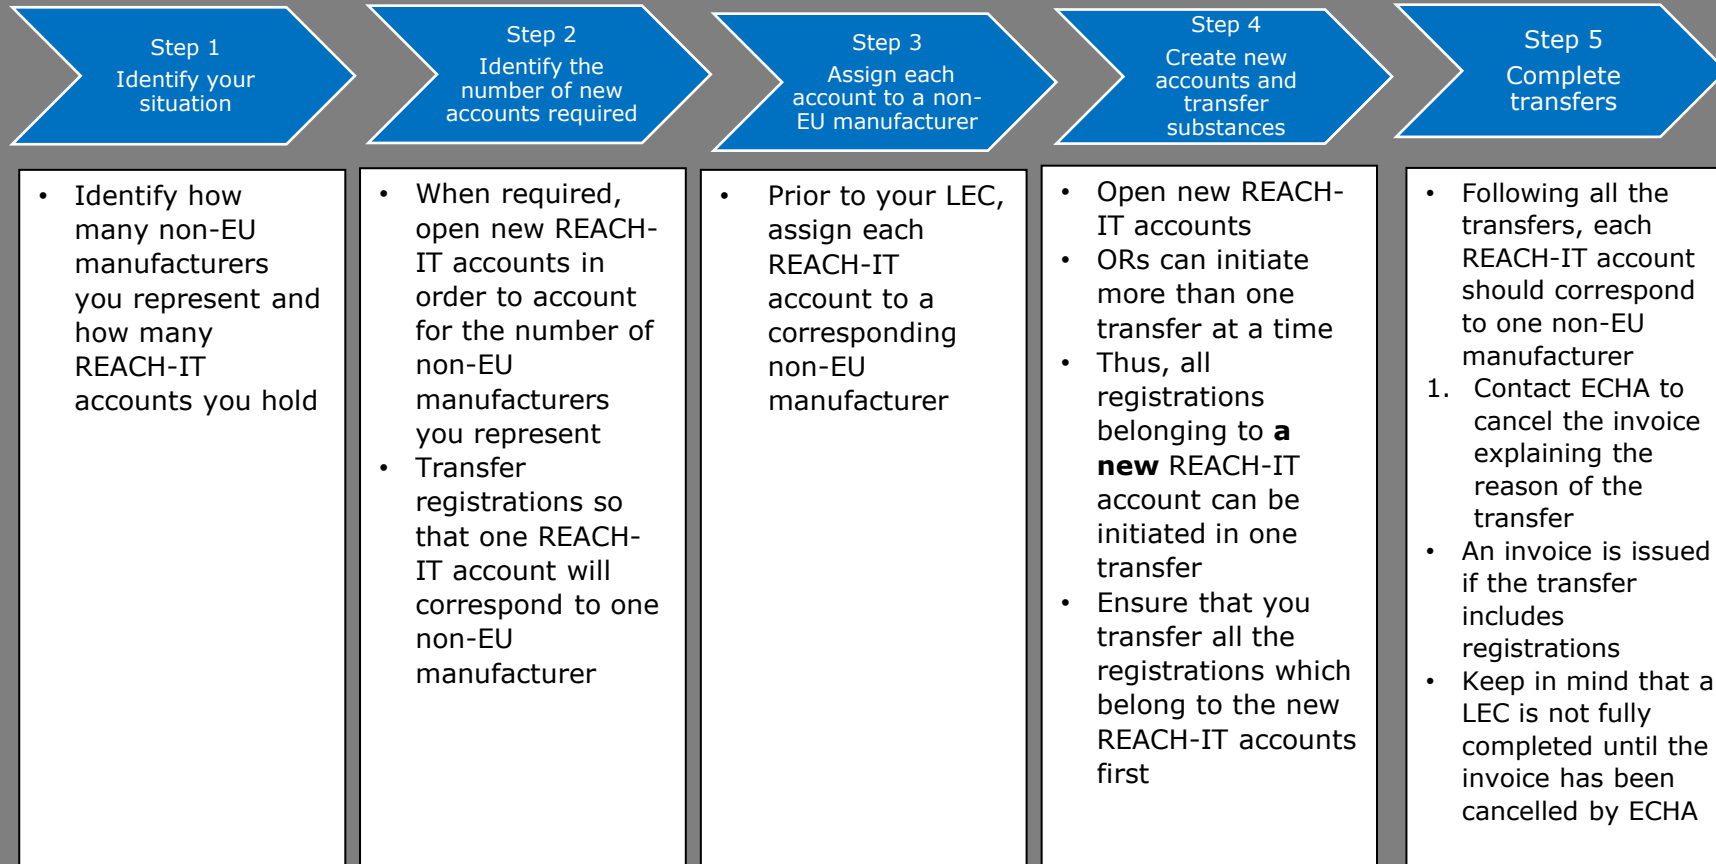 Step 1
Identify your
situation
Step 2
Identify the
number of new
accounts required
Step 3
Assign each
account to a non-
EU manufacturer
Step 4
Create new
accounts and
transfer
substances
Step 5
Complete
transfers
• Identify how
many non-EU
manufacturers
you represent and
how many
REACH-IT
accounts you hold
• When required,
open new REACH-
IT accounts in
order to account
for the number of
non-EU
manufacturers
you represent
• Transfer
registrations so
that one REACH-
IT account will
correspond to one
non-EU
manufacturer
• Prior to your LEC,
assign each
REACH-IT
account to a
corresponding
non-EU
manufacturer
• Open new REACH-
IT accounts
• ORs can initiate
more than one
transfer at a time
• Thus, all
registrations
belonging to a
new REACH-IT
account can be
initiated in one
transfer
• Ensure that you
transfer all the
registrations which
belong to the new
REACH-IT accounts
first
• Following all the
transfers, each
REACH-IT account
should correspond
to one non-EU
manufacturer
1. Contact ECHA to
cancel the invoice
explaining the
reason of the
transfer
• An invoice is issued
if the transfer
includes
registrations
• Keep in mind that a
LEC is not fully
completed until the
invoice has been
cancelled by ECHA